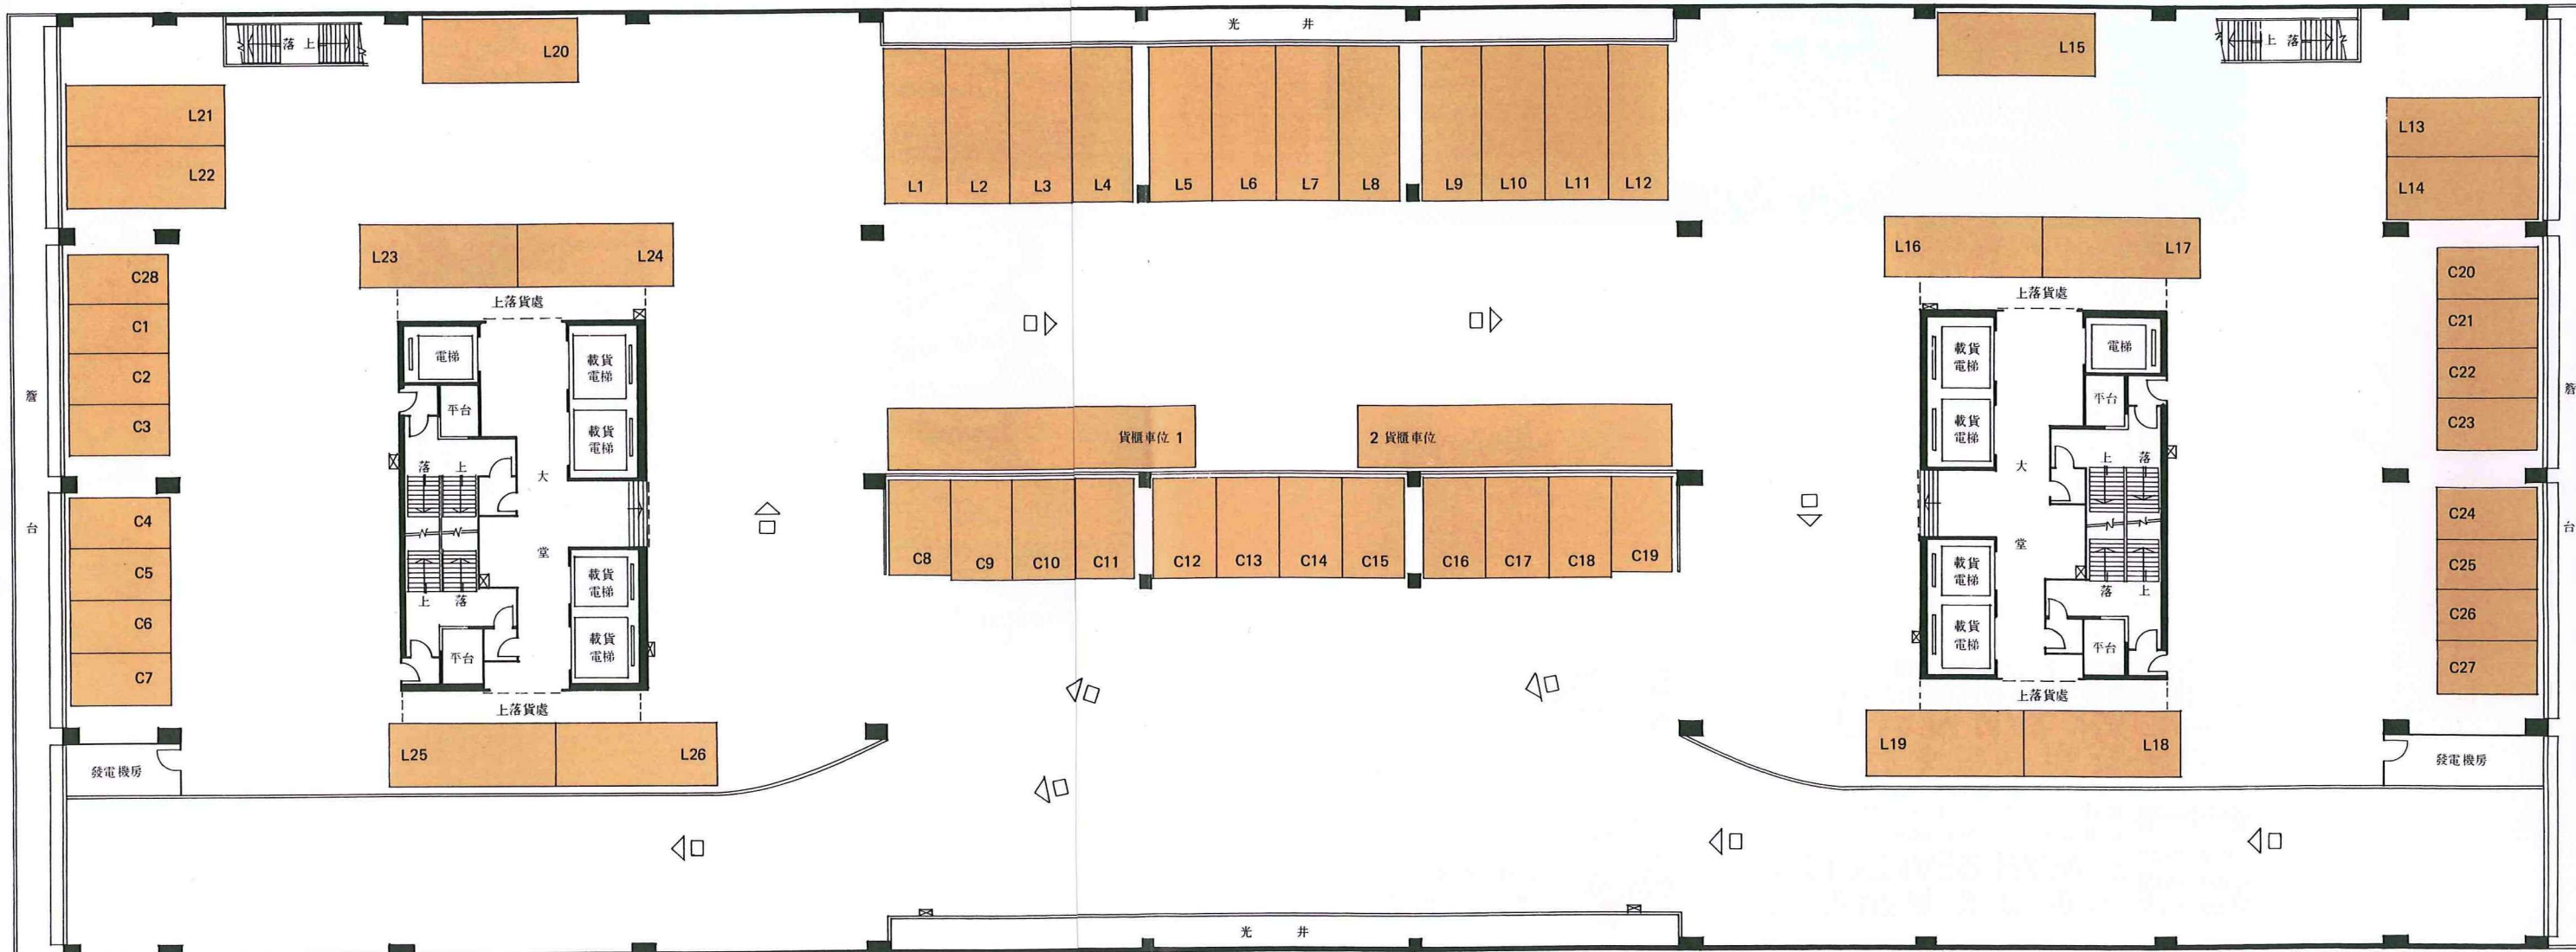 光 井
落 上
L20
L15
上 落
L21
L22
L1 L2 L3 L4 L5 L6 L7 L8 L9 L10 L11 L12
L13
L14
L23 L24
L16 L17
上落貨處
上落貨處
C28
C1
C2
C3
C20
C21
C22
C23
電梯
載貨
電梯
平台
載貨
電梯
落 上
大
堂
載貨
電梯
上 落
載貨
電梯
平台
載貨
電梯
電梯
平台
載貨
電梯
上 落
大
堂
載貨
電梯
落 上
載貨
電梯
平台
簷
台
簷
台
貨櫃車位 1
2 貨櫃車位
C4
C5
C6
C7
C8 C9 C10 C11 C12 C13 C14 C15 C16 C17 C18 C19
C24
C25
C26
C27
上落貨處
上落貨處
L25 L26
L19 L18
發電機房
發電機房
光 井